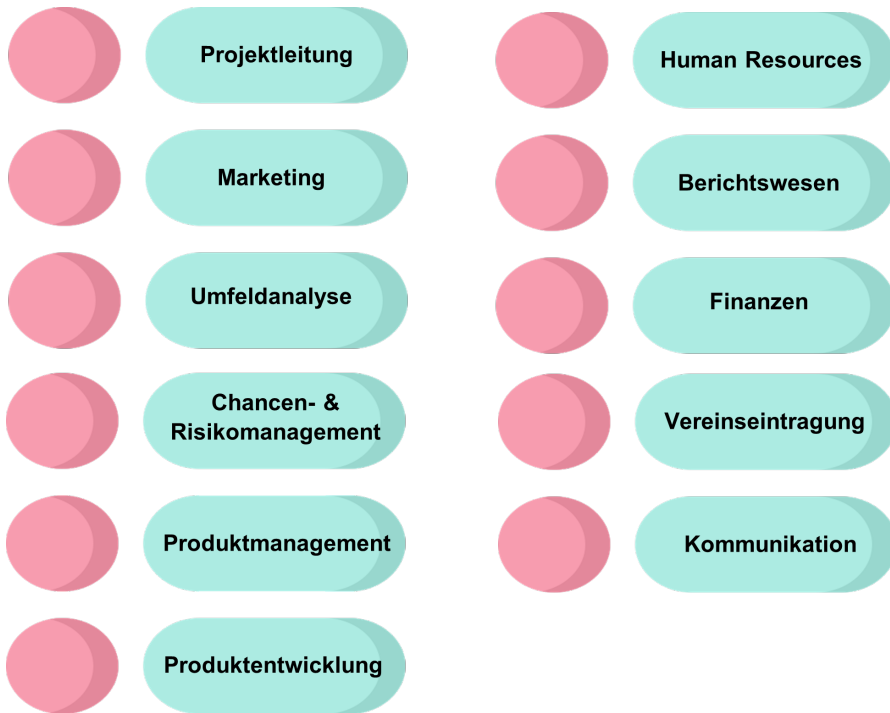 Projektleitung
Marketing
Umfeldanalyse
Chancen- &
Risikomanagement
Produktmanagement
Produktentwicklung
Human Resources
Berichtswesen
Finanzen
Vereinseintragung
Kommunikation